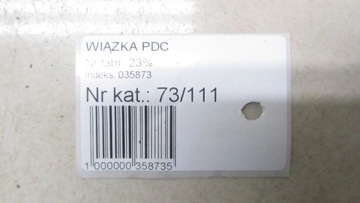 WIĄZKA PDC
Nr fabr. 23%
Indeks: 035873
Nr kat.: 73/111
1 000000 358735